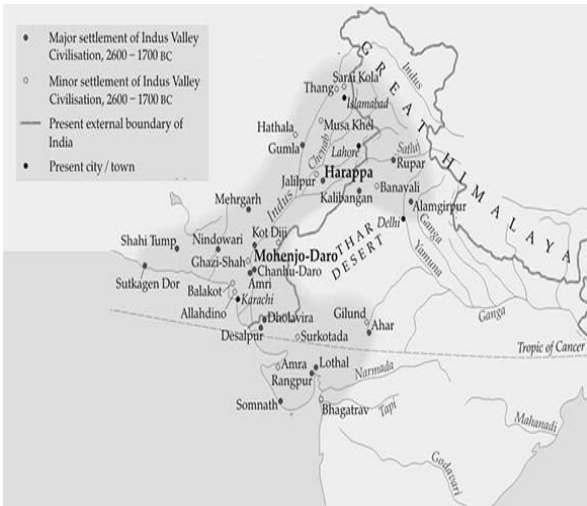 Major settlement of Indus Valley
Civilisation, 2600 – 1700 BC
Minor settlement of Indus Valley
Civilisation, 2600 – 1700 BC
Present external boundary of
India
Present city / town
GREAT HIMALAYA
Indus
Sarai Kola
Thang
Islamabad
Hathala
Musa Khel
Gumla
Chenab
Lahore
Satluj
Rupar
Jalilpur
Harappa
Banavali
Kalibangan
Alamgirpur
Mehrgarh
Indus
Delhi
Ganga
Kot Diji
THAR
DESERT
Yamuna
Shahi Tump
Nindowari
Mohenjo-Daro
Ghazi-Shah
Chanhu-Daro
Sutkagen Dor
Amri
Balakot
Karachi
Gilund
Ganga
Allahdino
Dholavira
Ahar
Desalpur
Surkotada
Tropic of Cancer
Amra
Lothal
Narmada
Rangpur
Somnath
Bhagatrav
Tapi
Mahanadi
Godavari